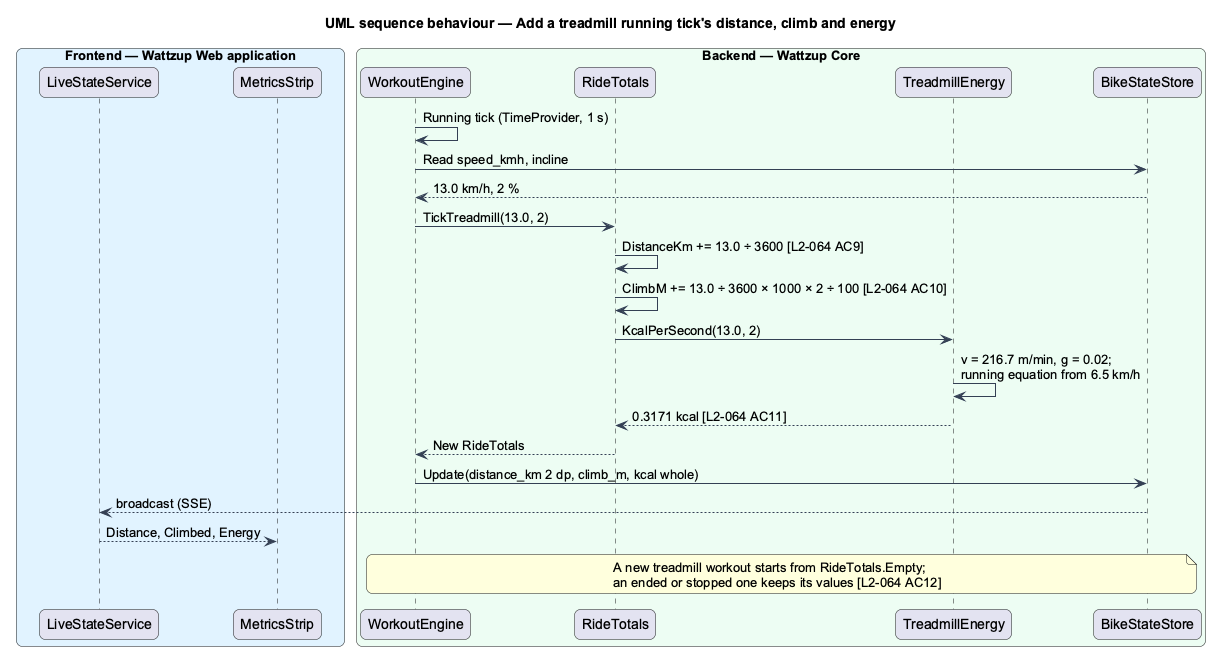 UML sequence behaviour — Add a treadmill running tick's distance, climb and energy
Frontend — Wattzup Web application
Backend — Wattzup Core
LiveStateService
MetricsStrip
WorkoutEngine
RideTotals
TreadmillEnergy
BikeStateStore
Running tick (TimeProvider, 1 s)
Read speed_kmh, incline
13.0 km/h, 2 %
TickTreadmill(13.0, 2)
DistanceKm += 13.0 ÷ 3600 [L2-064 AC9]
ClimbM += 13.0 ÷ 3600 × 1000 × 2 ÷ 100 [L2-064 AC10]
KcalPerSecond(13.0, 2)
v = 216.7 m/min, g = 0.02;
running equation from 6.5 km/h
0.3171 kcal [L2-064 AC11]
New RideTotals
Update(distance_km 2 dp, climb_m, kcal whole)
broadcast (SSE)
Distance, Climbed, Energy
A new treadmill workout starts from RideTotals.Empty;
an ended or stopped one keeps its values [L2-064 AC12]
LiveStateService
MetricsStrip
WorkoutEngine
RideTotals
TreadmillEnergy
BikeStateStore